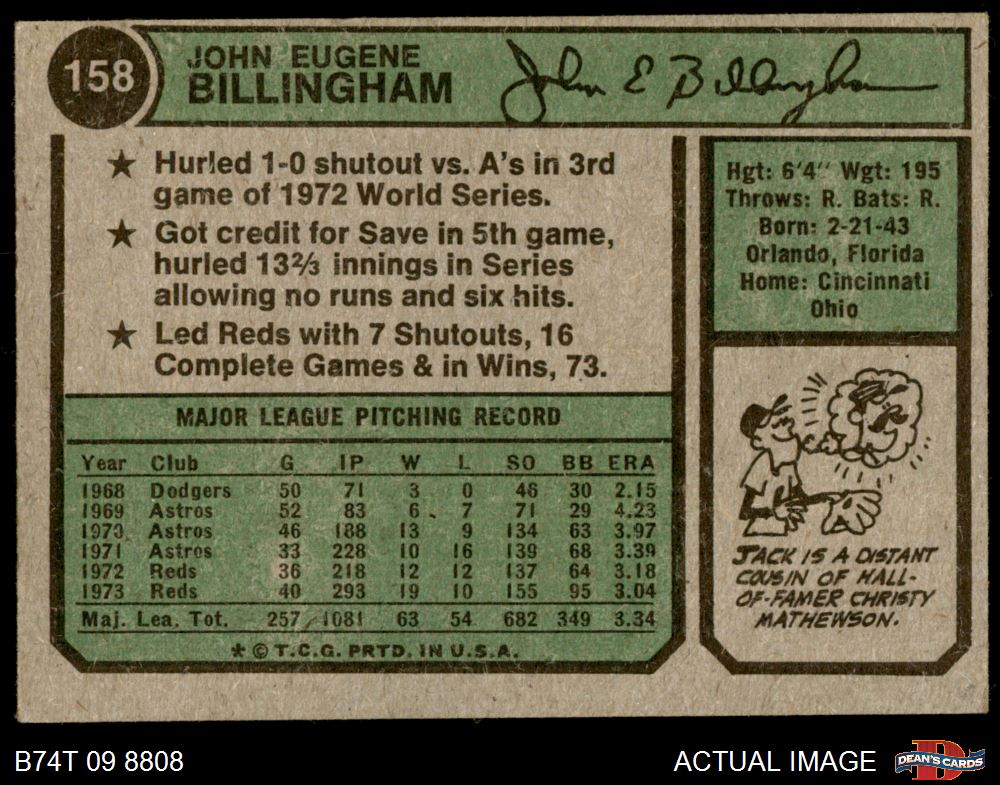 158
JOHN EUGENE
BILLINGHAM
John E Billingham
★ Hurled 1-0 shutout vs. A's in 3rd
game of 1972 World Series.
★ Got credit for Save in 5th game,
hurled 13⅔ innings in Series
allowing no runs and six hits.
★ Led Reds with 7 Shutouts, 16
Complete Games & in Wins, 73.
Hgt: 6'4" Wgt: 195
Throws: R. Bats: R.
Born: 2-21-43
Orlando, Florida
Home: Cincinnati
Ohio
MAJOR LEAGUE PITCHING RECORD
Year Club G IP W L SO BB ERA
1968 Dodgers 50 71 3 0 46 30 2.15
1969 Astros 52 83 6 7 71 29 4.23
1970 Astros 46 188 13 9 134 63 3.97
1971 Astros 33 228 10 16 139 68 3.39
1972 Reds 36 218 12 12 137 64 3.18
1973 Reds 40 293 19 10 155 95 3.04
Maj. Lea. Tot. 257 1081 63 54 682 349 3.34
* © T.C.G. PRTD. IN U.S.A.
JACK IS A DISTANT
COUSIN OF HALL-
OF-FAMER CHRISTY
MATHEWSON.
B74T 09 8808
ACTUAL IMAGE
DEAN'S CARDS